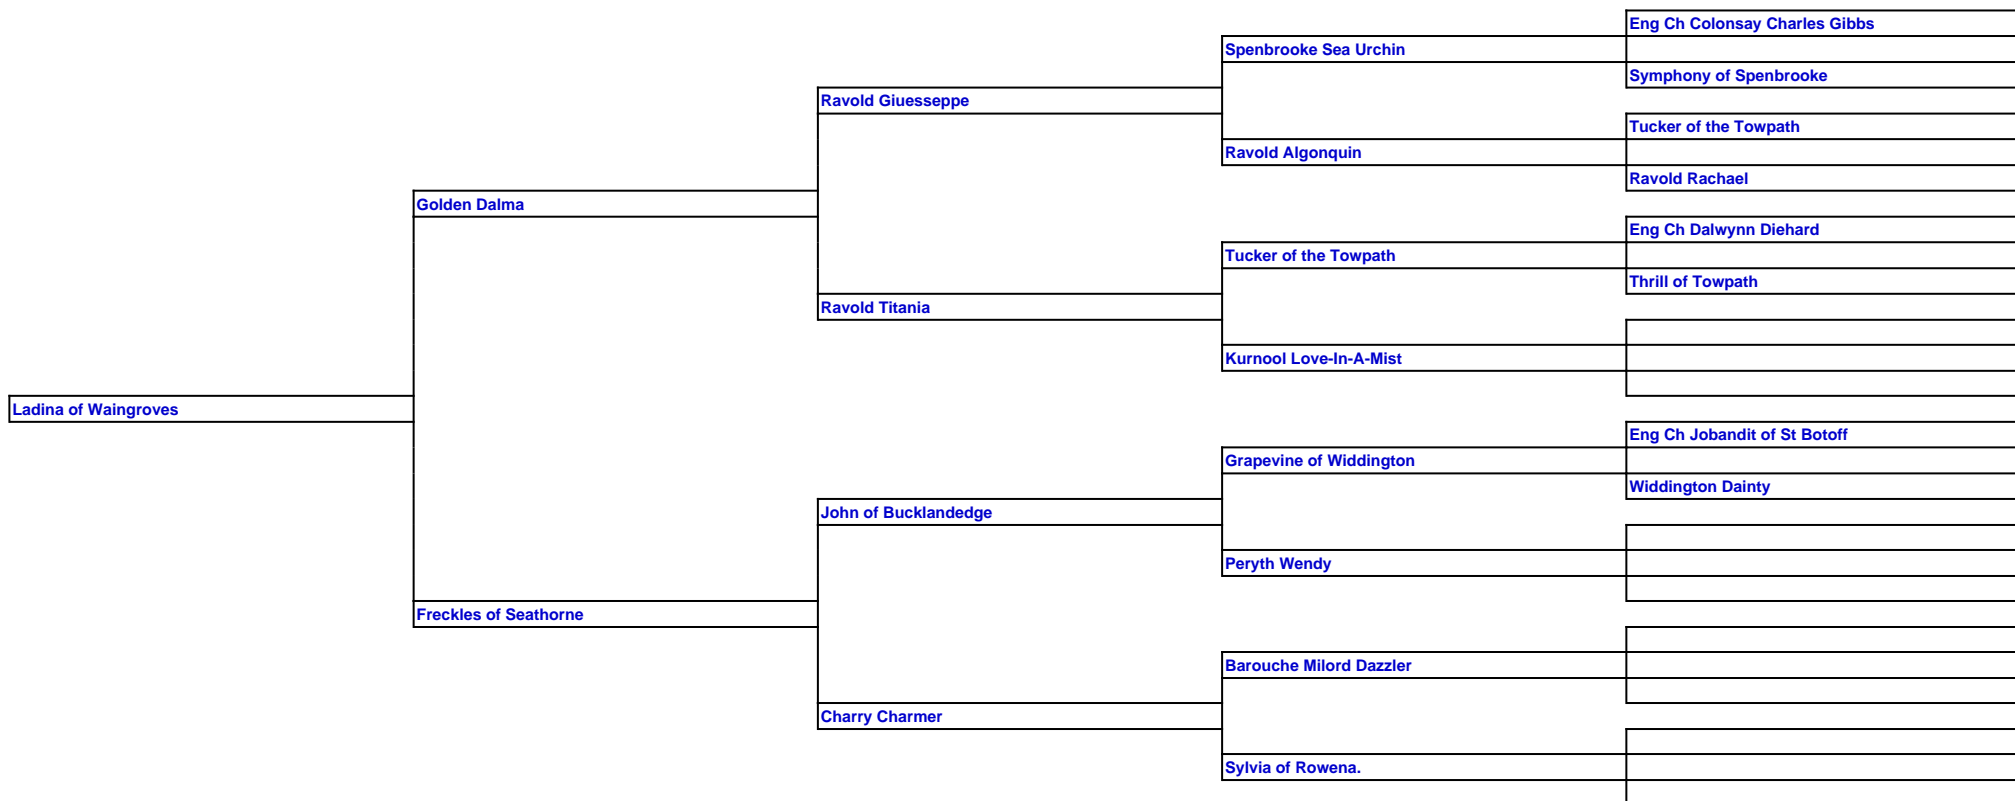 Eng Ch Colonsay Charles Gibbs
Spenbrooke Sea Urchin
Symphony of Spenbrooke
Ravold Giuesseppe
Tucker of the Towpath
Ravold Algonquin
Ravold Rachael
Golden Dalma
Eng Ch Dalwynn Diehard
Tucker of the Towpath
Thrill of Towpath
Ravold Titania
Kurnool Love-In-A-Mist
Ladina of Waingroves
Eng Ch Jobandit of St Botoff
Grapevine of Widdington
Widdington Dainty
John of Bucklandedge
Peryth Wendy
Freckles of Seathorne
Barouche Milord Dazzler
Charry Charmer
Sylvia of Rowena.